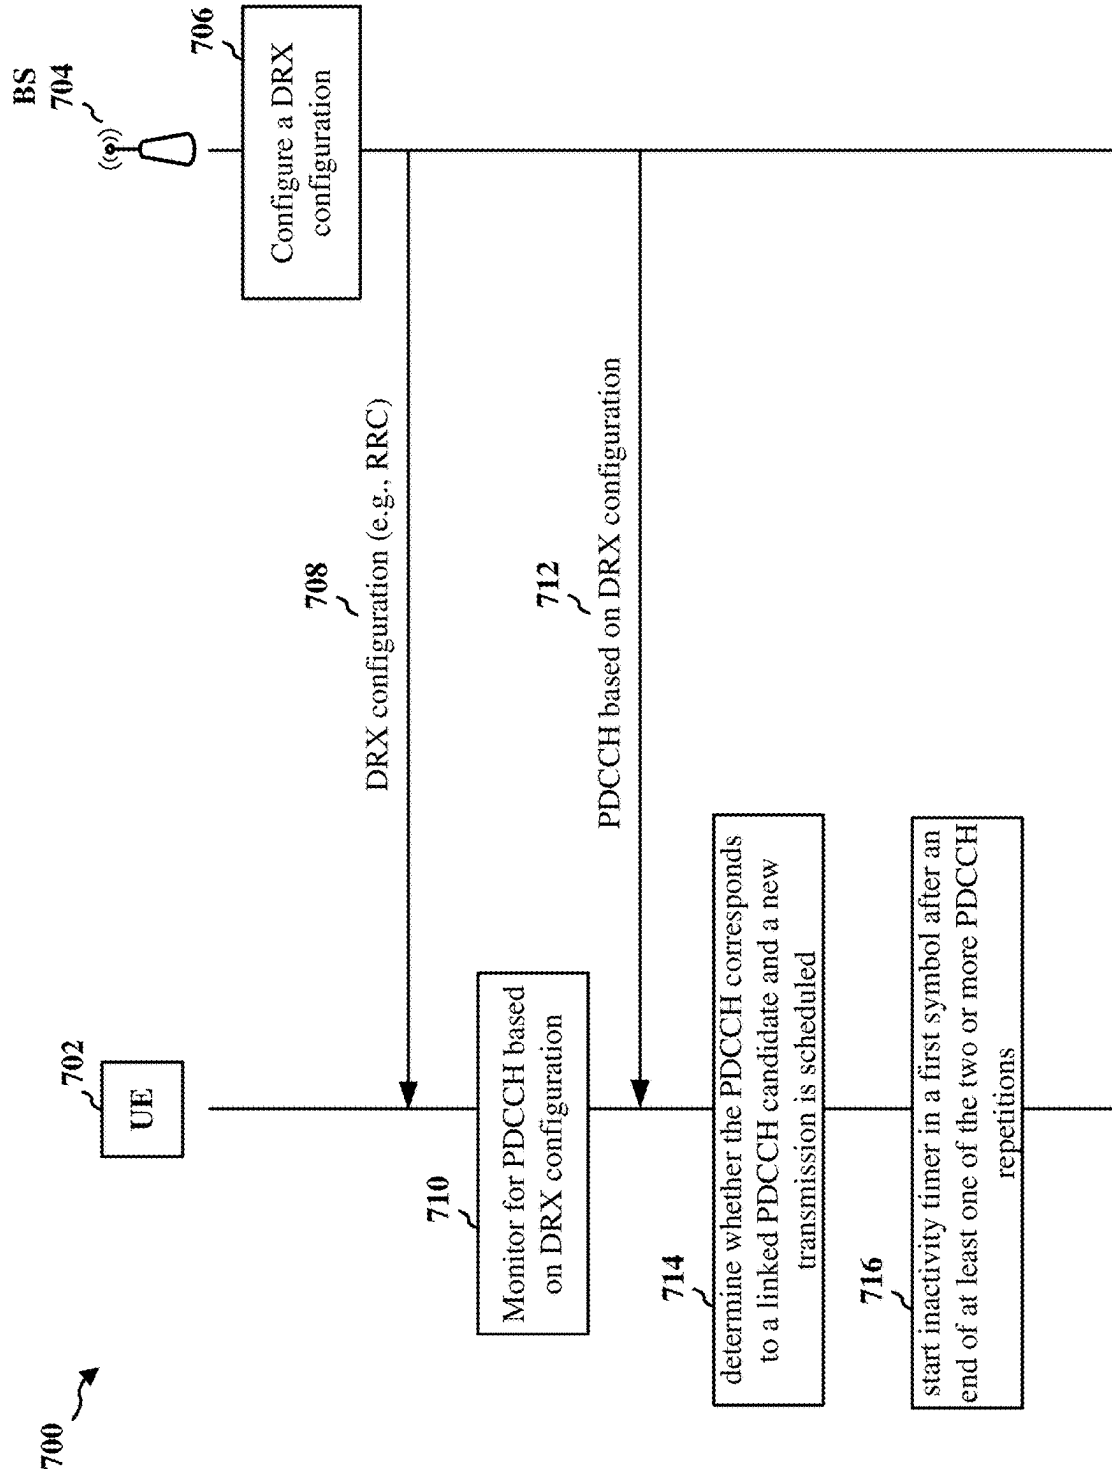 700
702
UE
BS
704
706
Configure a DRX
configuration
708
DRX configuration (e.g., RRC)
710
Monitor for PDCCH based
on DRX configuration
712
PDCCH based on DRX configuration
714
determine whether the PDCCH corresponds
to a linked PDCCH candidate and a new
transmission is scheduled
716
start inactivity timer in a first symbol after an
end of at least one of the two or more PDCCH
repetitions